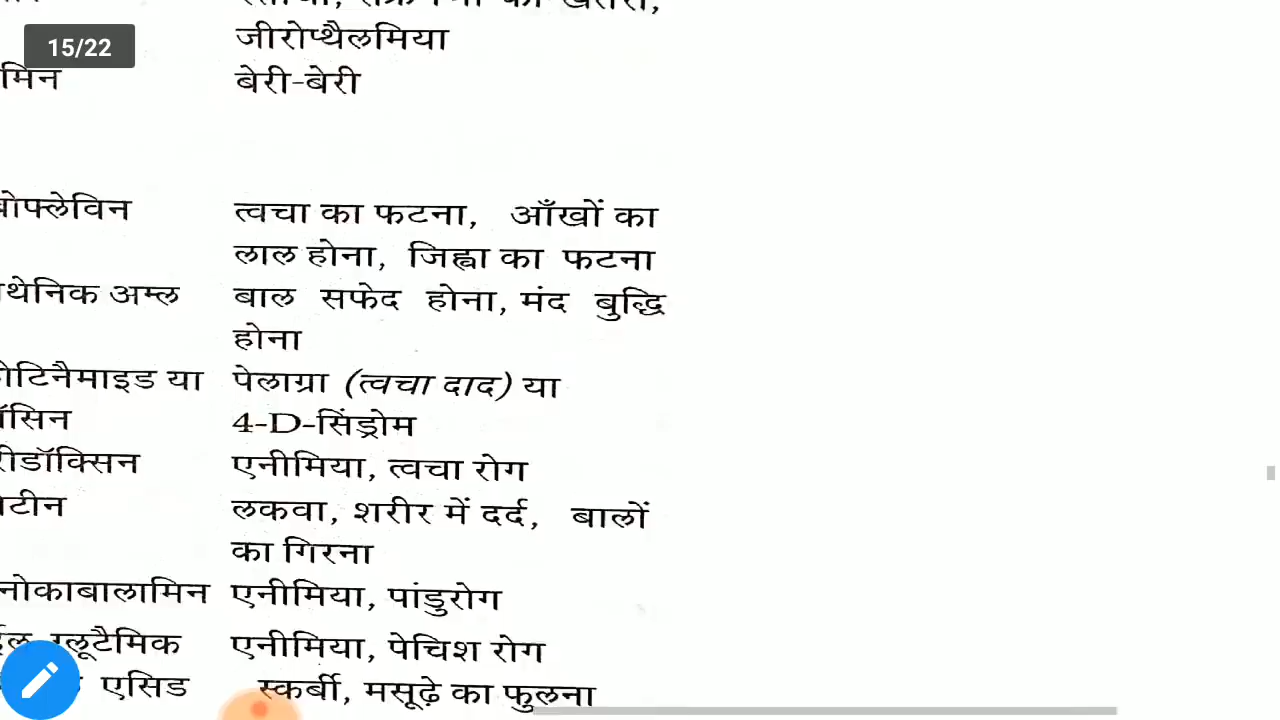 15/22
जीरोप्थैलमिया
मिन बेरी-बेरी
बोफ्लेविन त्वचा का फटना, आँखों का
लाल होना, जिह्वा का फटना
थेनिक अम्ल बाल सफेद होना, मंद बुद्धि
होना
ोटिनैमाइड या पेलाग्रा (त्वचा दाद) या
ॉसिन 4-D-सिंड्रोम
रीडॉक्सिन एनीमिया, त्वचा रोग
टीन लकवा, शरीर में दर्द, बालों
का गिरना
नोकाबालामिन एनीमिया, पांडुरोग
ग्लूटैमिक एनीमिया, पेचिश रोग
एसिड स्कर्बी, मसूढ़े का फुलना